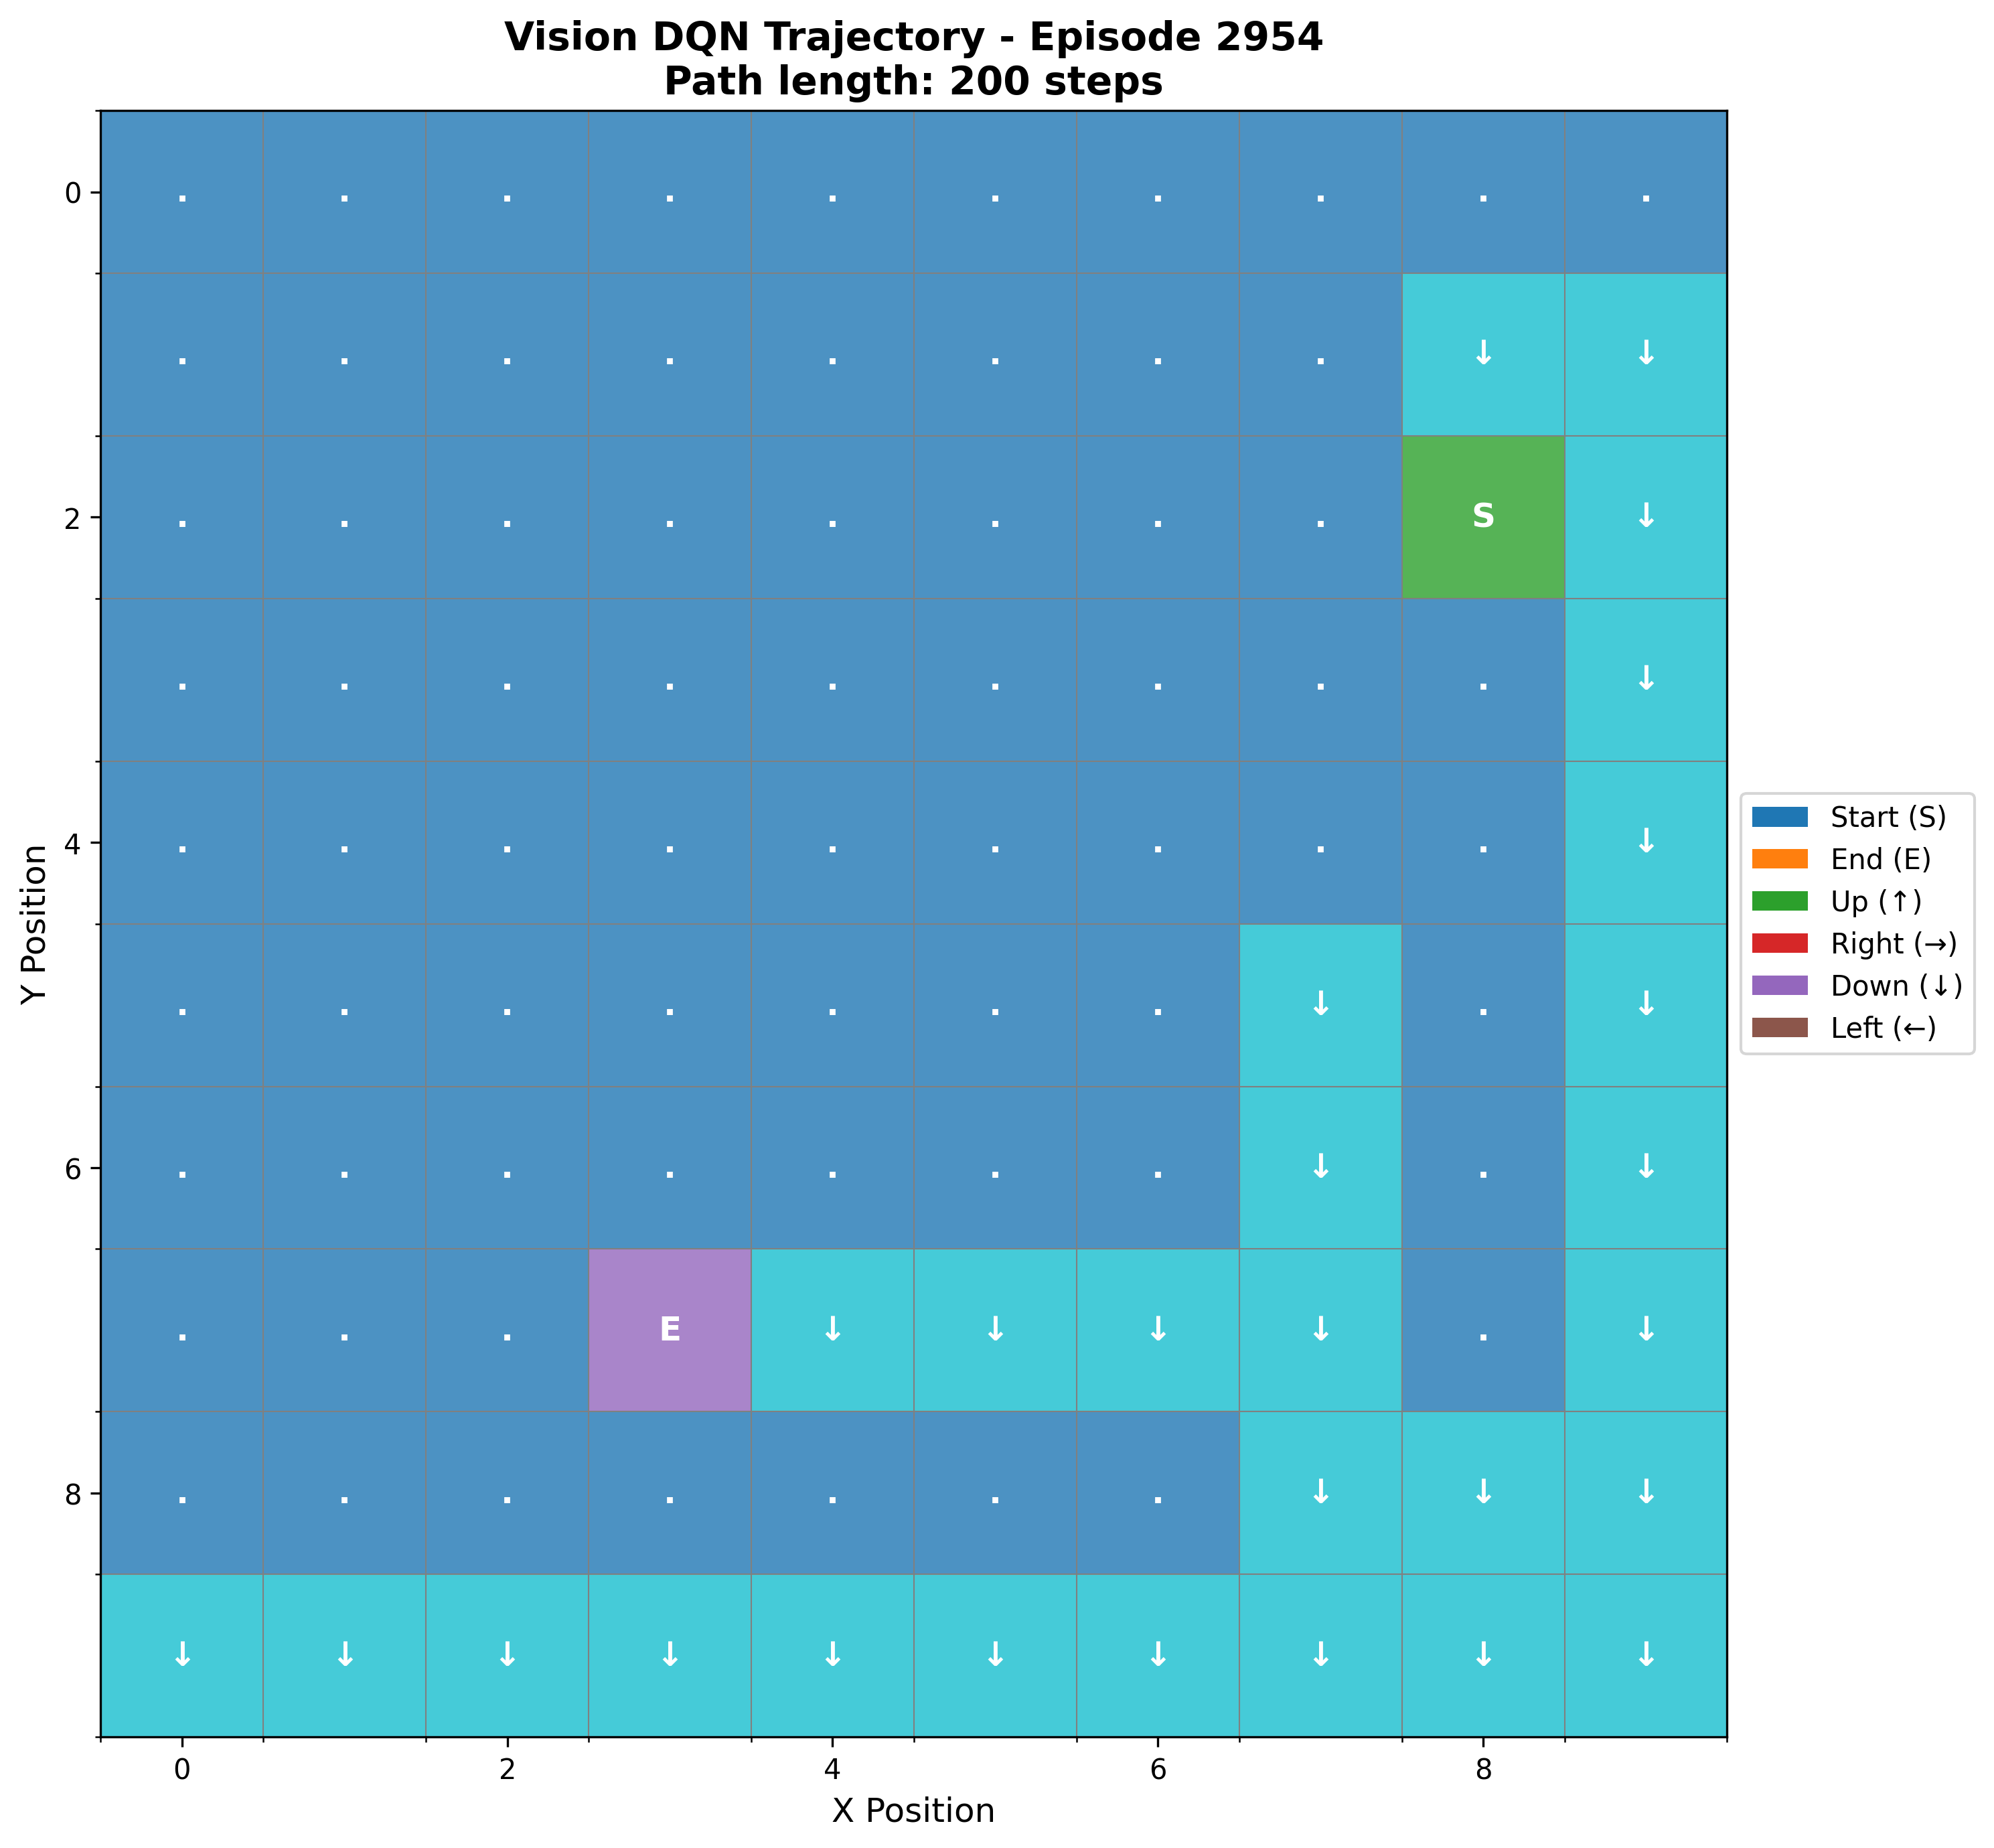 Vision DQN Trajectory - Episode 2954
Path length: 200 steps
0 . . . . . . . . . .
. . . . . . . . ↓ ↓
2 . . . . . . . . S ↓
. . . . . . . . . ↓
4 . . . . . . . . . ↓
. . . . . . . ↓ . ↓
6 . . . . . . . ↓ . ↓
. . . E ↓ ↓ ↓ ↓ . ↓
8 . . . . . . . ↓ ↓ ↓
↓ ↓ ↓ ↓ ↓ ↓ ↓ ↓ ↓ ↓
0 2 4 6 8
X Position
Y Position
Start (S)
End (E)
Up (↑)
Right (→)
Down (↓)
Left (←)